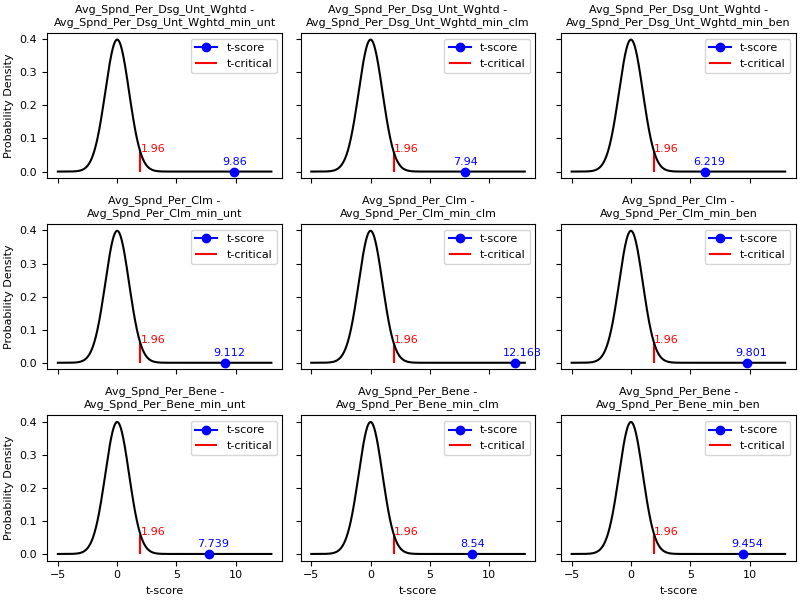 Avg_Spnd_Per_Dsg_Unt_Wghtd -
Avg_Spnd_Per_Dsg_Unt_Wghtd_min_unt
Avg_Spnd_Per_Dsg_Unt_Wghtd -
Avg_Spnd_Per_Dsg_Unt_Wghtd_min_clm
Avg_Spnd_Per_Dsg_Unt_Wghtd -
Avg_Spnd_Per_Dsg_Unt_Wghtd_min_ben
Probability Density
0.4
0.3
0.2
0.1
0.0
t-score
t-critical
1.96
9.86
t-score
t-critical
1.96
7.94
t-score
t-critical
1.96
6.219
Avg_Spnd_Per_Clm -
Avg_Spnd_Per_Clm_min_unt
Avg_Spnd_Per_Clm -
Avg_Spnd_Per_Clm_min_clm
Avg_Spnd_Per_Clm -
Avg_Spnd_Per_Clm_min_ben
Probability Density
0.4
0.3
0.2
0.1
0.0
t-score
t-critical
1.96
9.112
t-score
t-critical
1.96
12.163
t-score
t-critical
1.96
9.801
Avg_Spnd_Per_Bene -
Avg_Spnd_Per_Bene_min_unt
Avg_Spnd_Per_Bene -
Avg_Spnd_Per_Bene_min_clm
Avg_Spnd_Per_Bene -
Avg_Spnd_Per_Bene_min_ben
Probability Density
0.4
0.3
0.2
0.1
0.0
t-score
t-critical
1.96
7.739
t-score
t-critical
1.96
8.54
t-score
t-critical
1.96
9.454
−5 0 5 10
−5 0 5 10
−5 0 5 10
t-score
t-score
t-score